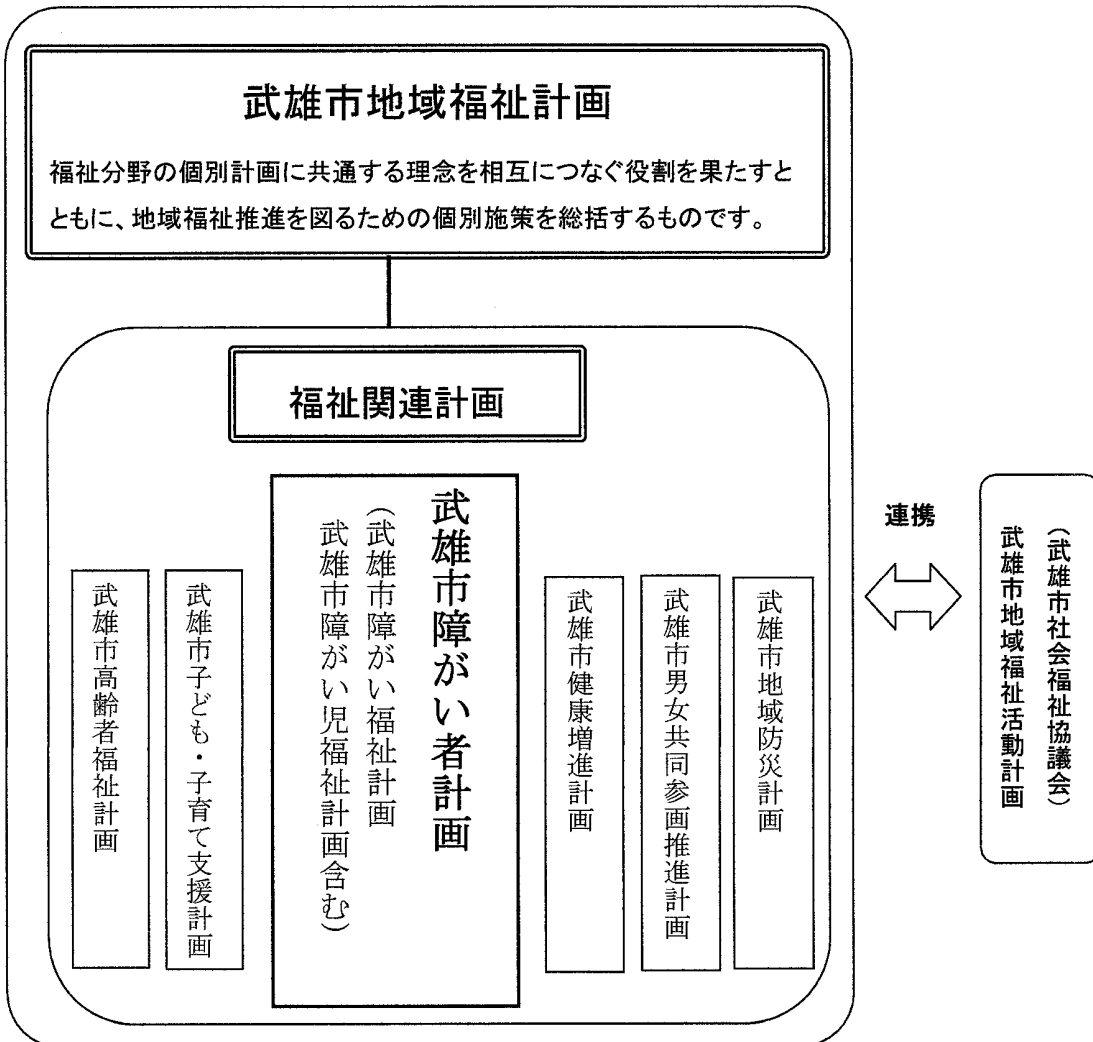 武雄市地域福祉計画
福祉分野の個別計画に共通する理念を相互につなぐ役割を果たすと
ともに、地域福祉推進を図るための個別施策を総括するものです。
福祉関連計画
武雄市地域防災計画
武雄市男女共同参画推進計画
武雄市健康増進計画
武雄市障がい者計画
(武雄市障がい福祉計画
武雄市障がい児福祉計画含む)
武雄市子ども・子育て支援計画
武雄市高齢者福祉計画
連携
(武雄市社会福祉協議会)
武雄市地域福祉活動計画